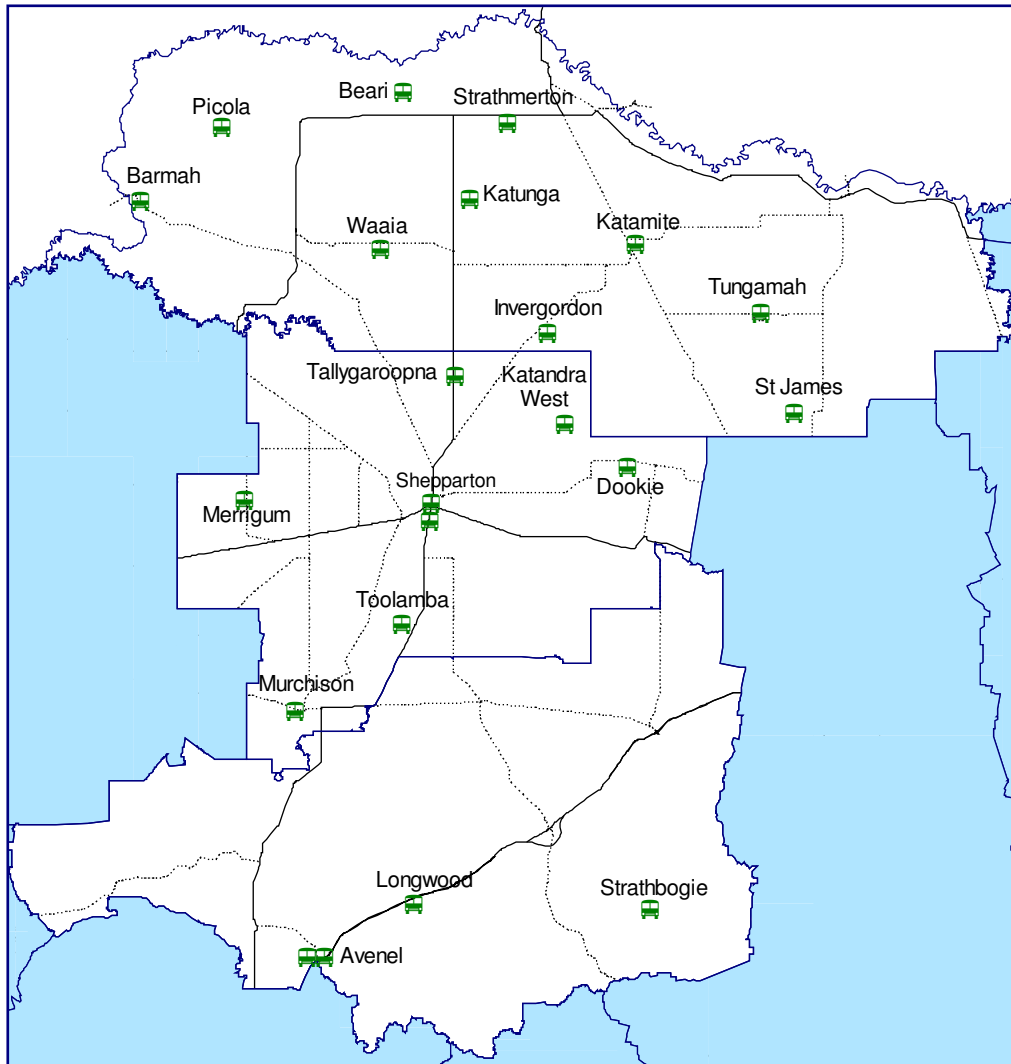 Beari
Strathmerton
Picola
Barmah
Katunga
Waaia
Katamite
Tungamah
Invergordon
Tallygaroopna
Katandra
West
St James
Shepparton
Dookie
Merrigum
Toolamba
Murchison
Longwood
Strathbogie
Avenel